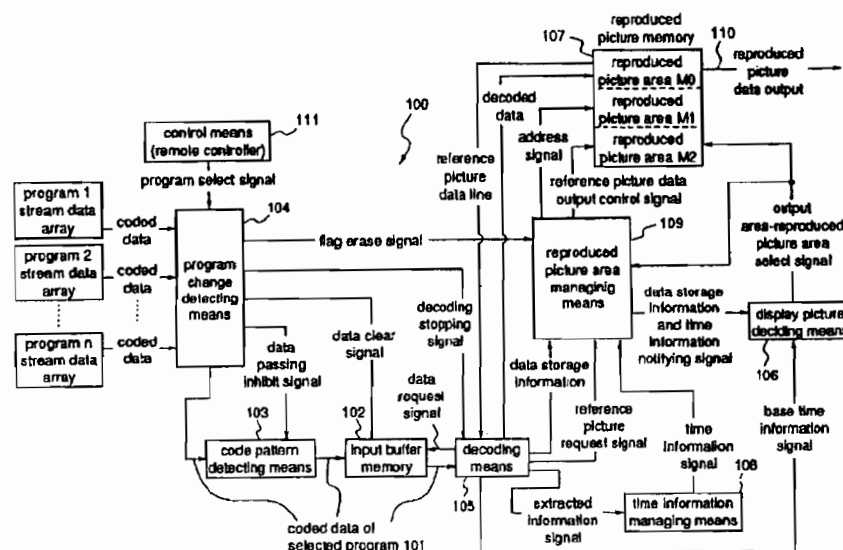 reproduced
picture memory
107
110
reproduced
picture area M0
reproduced
picture area M1
reproduced
picture area M2
reproduced
picture
data output
decoded
data
address
signal
100
111
control means
(remote controller)
program select signal
reference
picture
data line
reference picture data
output control signal
104
109
program 1
stream data
array
coded
data
program 2
stream data
array
coded
data
program n
stream data
array
coded
data
program
change
detecting
means
flag erase signal
reproduced
picture area
managing
means
output
area-reproduced
picture area
select signal
decoding
stopping
signal
data clear
signal
data
passing
inhibit signal
data storage
information
and time
information
notifying signal
display picture
deciding means
106
data storage
information
data
request
signal
reference
picture
request signal
time
information
signal
base time
information
signal
103
code pattern
detecting means
102
input buffer
memory
decoding
means
105
108
time information
managing means
extracted
information
signal
coded data of
selected program 101